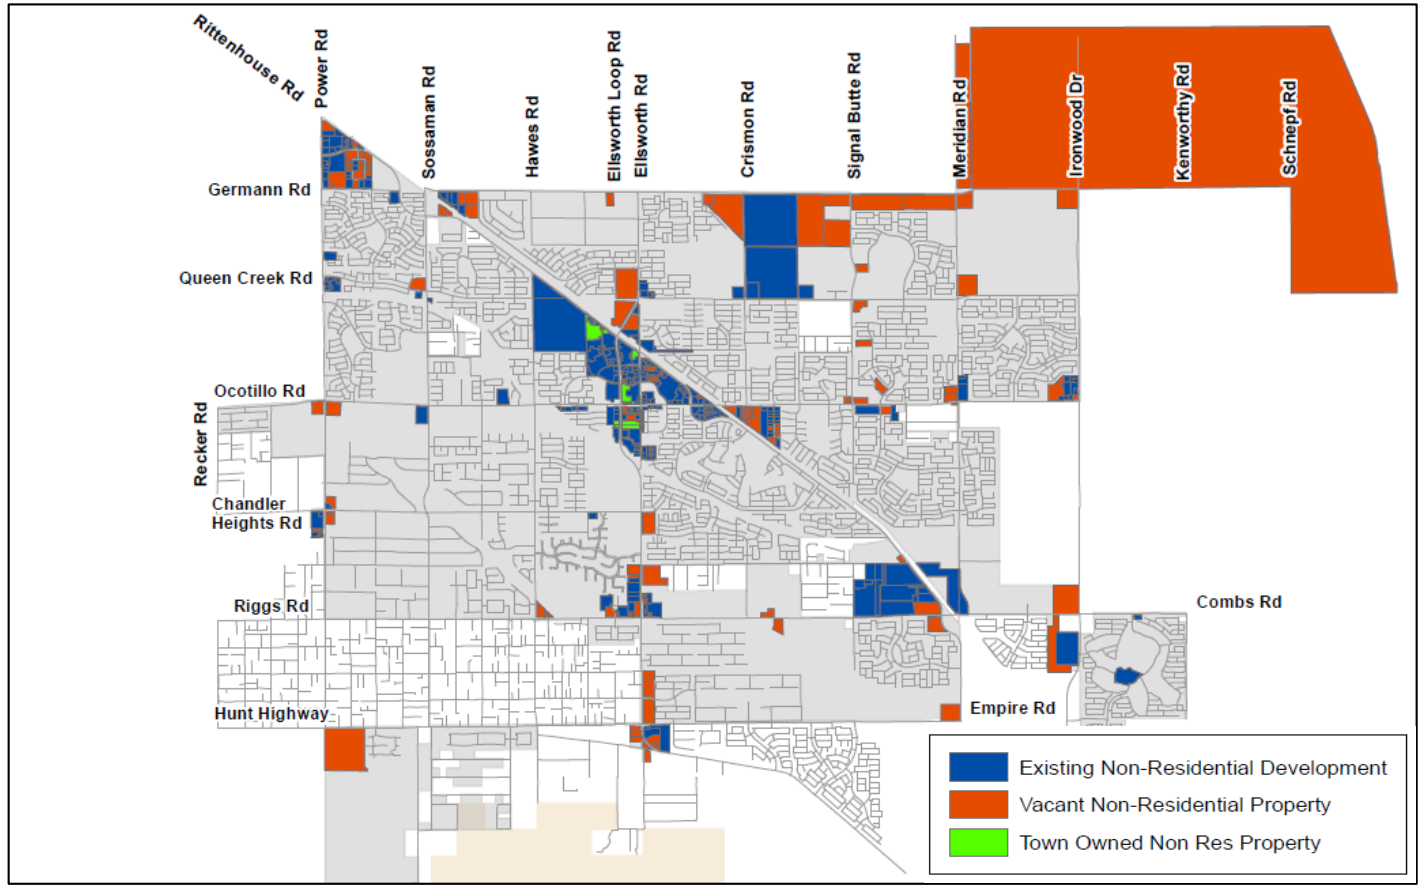 Rittenhouse Rd
Power Rd
Sossaman Rd
Hawes Rd
Ellsworth Loop Rd
Ellsworth Rd
Crismon Rd
Signal Butte Rd
Meridian Rd
Ironwood Dr
Kenworthy Rd
Schnepf Rd
Germann Rd
Queen Creek Rd
Ocotillo Rd
Recker Rd
Chandler
Heights Rd
Riggs Rd
Combs Rd
Hunt Highway
Empire Rd
Existing Non-Residential Development
Vacant Non-Residential Property
Town Owned Non Res Property